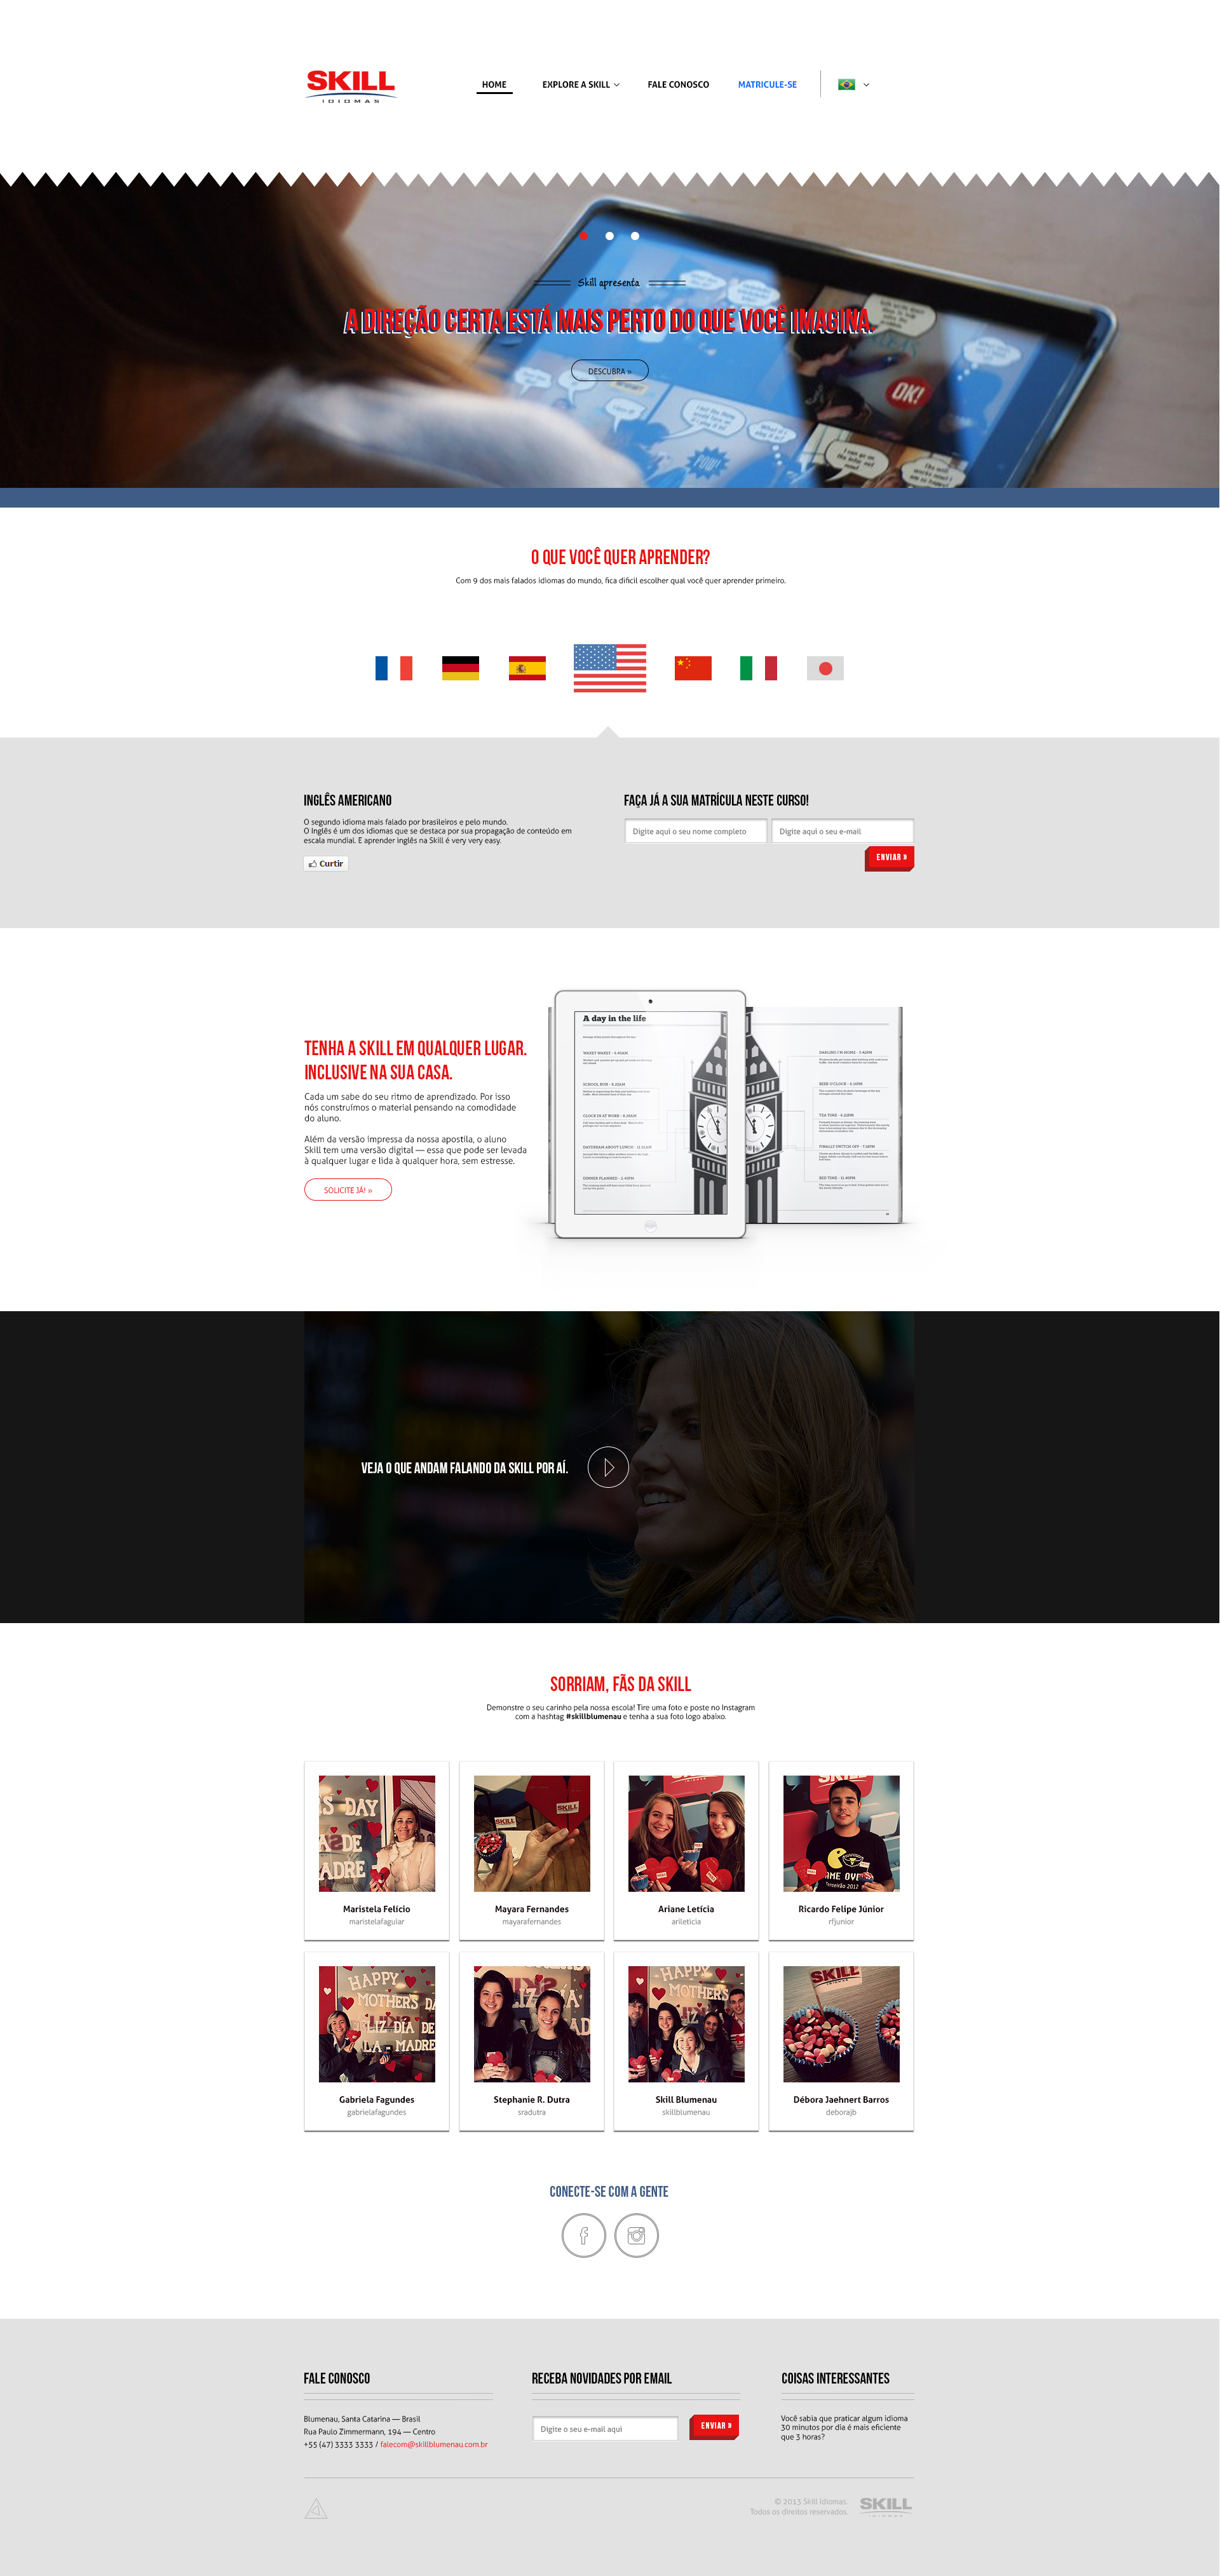 SKILL
IDIOMAS
HOME
EXPLORE A SKILL
FALE CONOSCO
MATRICULE-SE
Skill apresenta
A DIREÇÃO CERTA ESTÁ MAIS PERTO DO QUE VOCÊ IMAGINA.
DESCUBRA »
OK!
POW!
O QUE VOCÊ QUER APRENDER?
Com 9 dos mais falados idiomas do mundo, fica difícil escolher qual você quer aprender primeiro.
INGLÊS AMERICANO
O segundo idioma mais falado por brasileiros e pelo mundo.
O Inglês é um dos idiomas que se destaca por sua propagação de conteúdo em
escala mundial. E aprender inglês na Skill é very very easy.
Curtir
FAÇA JÁ A SUA MATRÍCULA NESTE CURSO!
Digite aqui o seu nome completo
Digite aqui o seu e-mail
ENVIAR »
TENHA A SKILL EM QUALQUER LUGAR.
INCLUSIVE NA SUA CASA.
Cada um sabe do seu ritmo de aprendizado. Por isso
nós construímos o material pensando na comodidade
do aluno.
Além da versão impressa da nossa apostila, o aluno
Skill tem uma versão digital — essa que pode ser levada
à qualquer lugar e lida à qualquer hora, sem estresse.
SOLICITE JÁ! »
A day in the life
VEJA O QUE ANDAM FALANDO DA SKILL POR AÍ.
SORRIAM, FÃS DA SKILL
Demonstre o seu carinho pela nossa escola! Tire uma foto e poste no Instagram
com a hashtag #skillblumenau e tenha a sua foto logo abaixo.
Maristela Felício
maristelafaguiar
Mayara Fernandes
mayarafernandes
Ariane Letícia
arileticia
Ricardo Felipe Júnior
rfjunior
Gabriela Fagundes
gabrielafagundes
Stephanie R. Dutra
sradutra
Skill Blumenau
skillblumenau
Débora Jaehnert Barros
deborajb
CONECTE-SE COM A GENTE
FALE CONOSCO
Blumenau, Santa Catarina — Brasil
Rua Paulo Zimmermann, 194 — Centro
+55 (47) 3333 3333 / falecom@skillblumenau.com.br
RECEBA NOVIDADES POR EMAIL
Digite o seu e-mail aqui
ENVIAR »
COISAS INTERESSANTES
Você sabia que praticar algum idioma
30 minutos por dia é mais eficiente
que 3 horas?
© 2013 Skill Idiomas.
Todos os direitos reservados.
SKILL
IDIOMAS